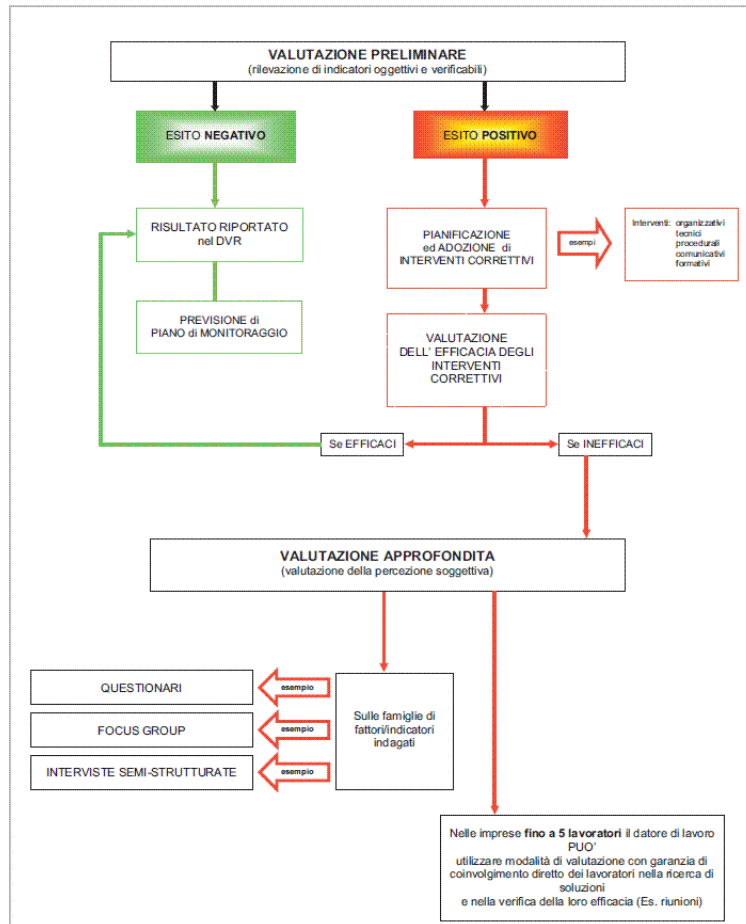 VALUTAZIONE PRELIMINARE
(rilevazione di indicatori oggettivi e verificabili)
ESITO NEGATIVO
ESITO POSITIVO
RISULTATO RIPORTATO
nel DVR
PIANIFICAZIONE
ed ADOZIONE di
INTERVENTI CORRETTIVI
esempi
Interventi: organizzativi
tecnici
procedurali
comunicativi
formativi
PREVISIONE di
PIANO di MONITORAGGIO
VALUTAZIONE
DELL' EFFICACIA DEGLI
INTERVENTI
CORRETTIVI
Se EFFICACI
Se INEFFICACI
VALUTAZIONE APPROFONDITA
(valutazione della percezione soggettiva)
QUESTIONARI
esempio
FOCUS GROUP
esempio
INTERVISTE SEMI-STRUTTURATE
esempio
Sulle famiglie di
fattori/indicatori
indagati
Nelle imprese fino a 5 lavoratori il datore di lavoro
PUO'
utilizzare modalità di valutazione con garanzia di
coinvolgimento diretto dei lavoratori nella ricerca di
soluzioni
e nella verifica della loro efficacia (Es. riunioni)